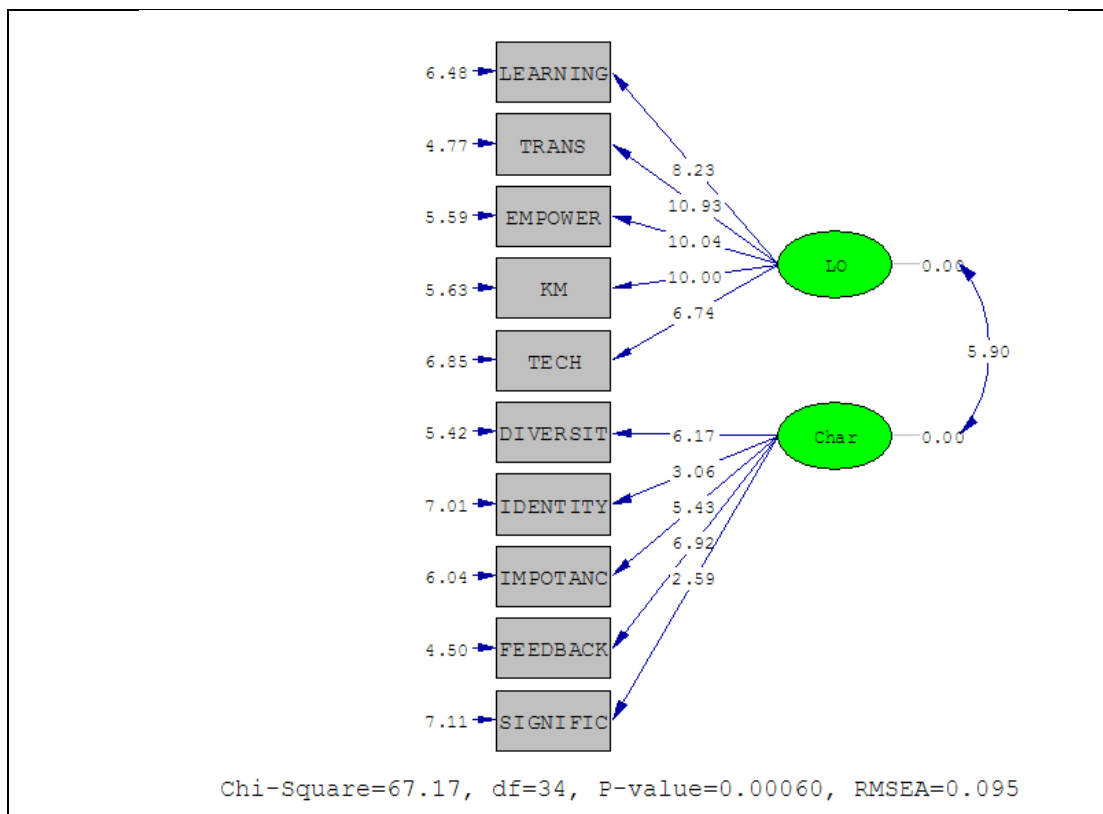 6.48 LEARNING
4.77 TRANS
8.23
10.93
5.59 EMPOWER
10.04
LO 0.00
10.00
5.63 KM
6.74
5.90
6.85 TECH
5.42 DIVERSIT
6.17
Char 0.00
3.06
7.01 IDENTITY
5.43
6.92
6.04 IMPOTANC
2.59
4.50 FEEDBACK
7.11 SIGNIFIC
Chi-Square=67.17, df=34, P-value=0.00060, RMSEA=0.095